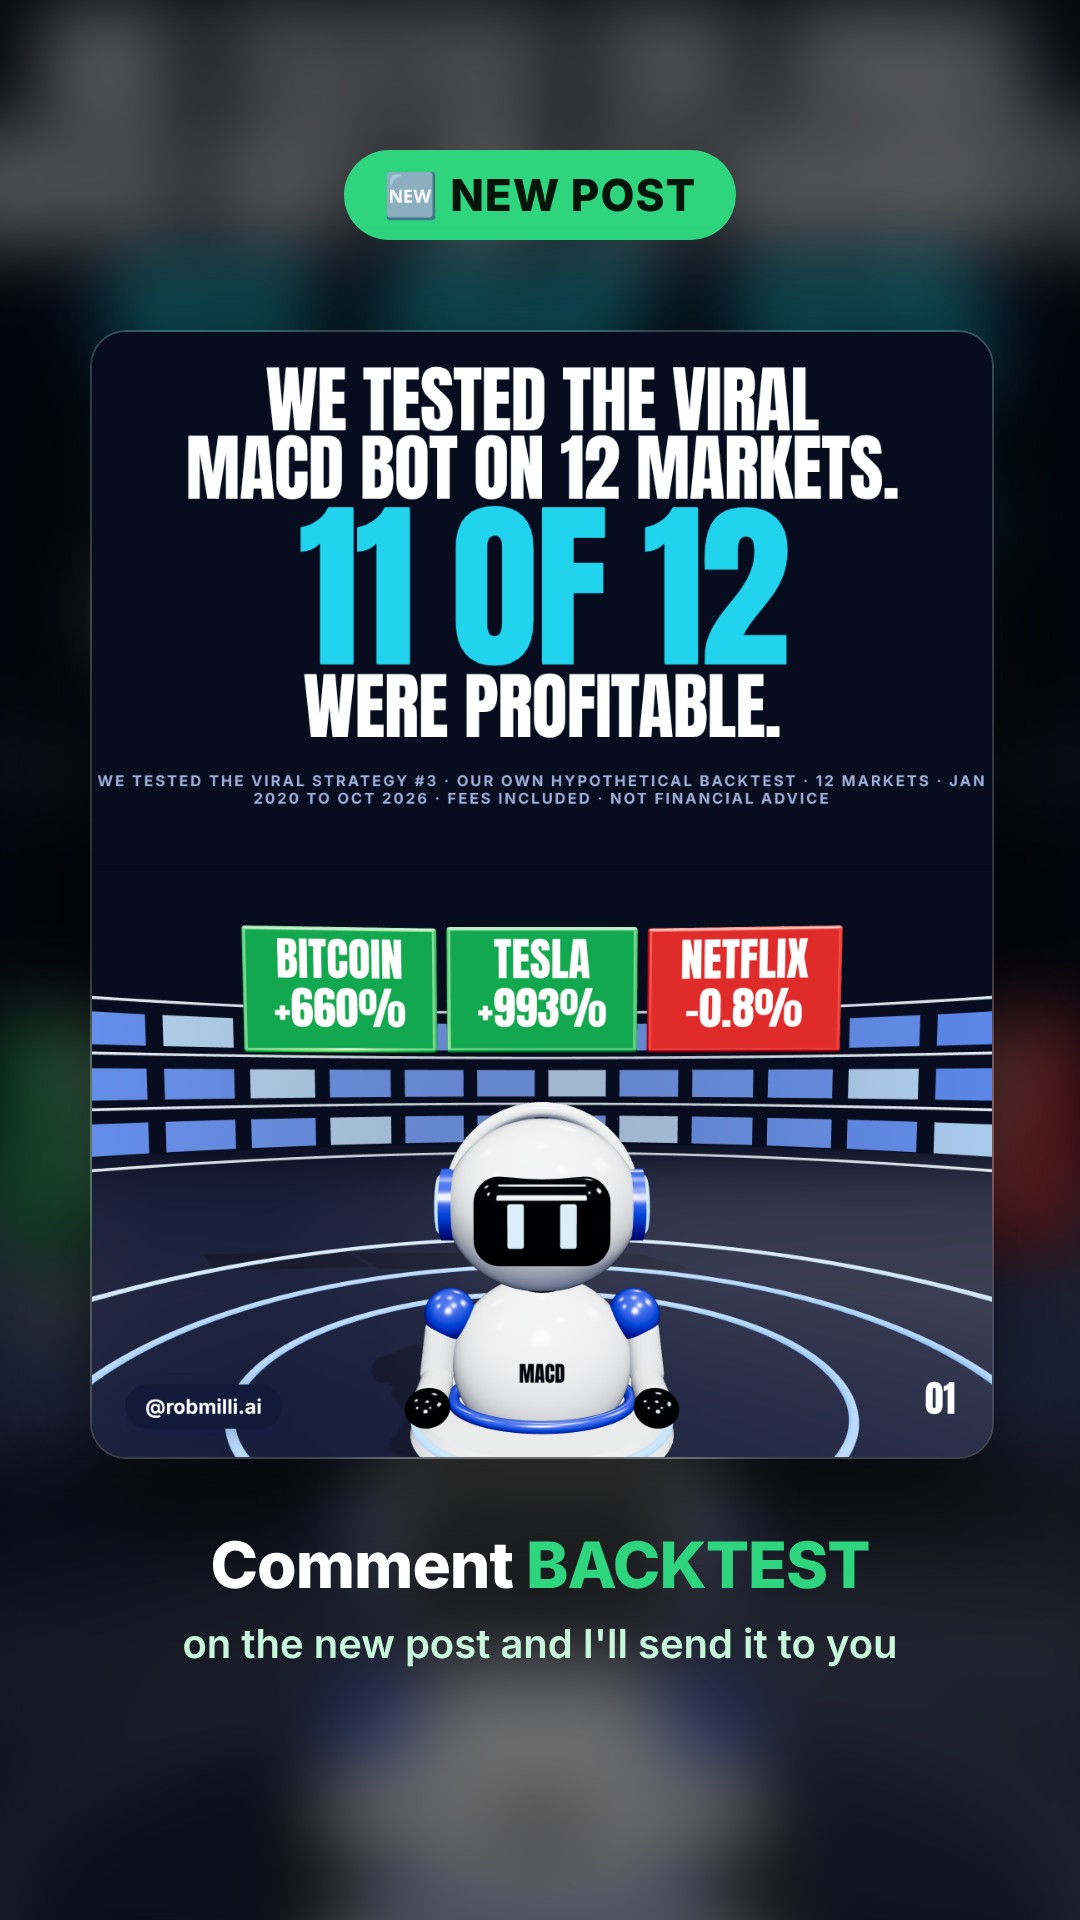 🆕 NEW POST
WE TESTED THE VIRAL
MACD BOT ON 12 MARKETS.
11 OF 12
WERE PROFITABLE.
WE TESTED THE VIRAL STRATEGY #3 · OUR OWN HYPOTHETICAL BACKTEST · 12 MARKETS · JAN
2020 TO OCT 2026 · FEES INCLUDED · NOT FINANCIAL ADVICE
BITCOIN
+660%
TESLA
+993%
NETFLIX
-0.8%
MACD
@robmilli.ai
01
Comment BACKTEST
on the new post and I'll send it to you